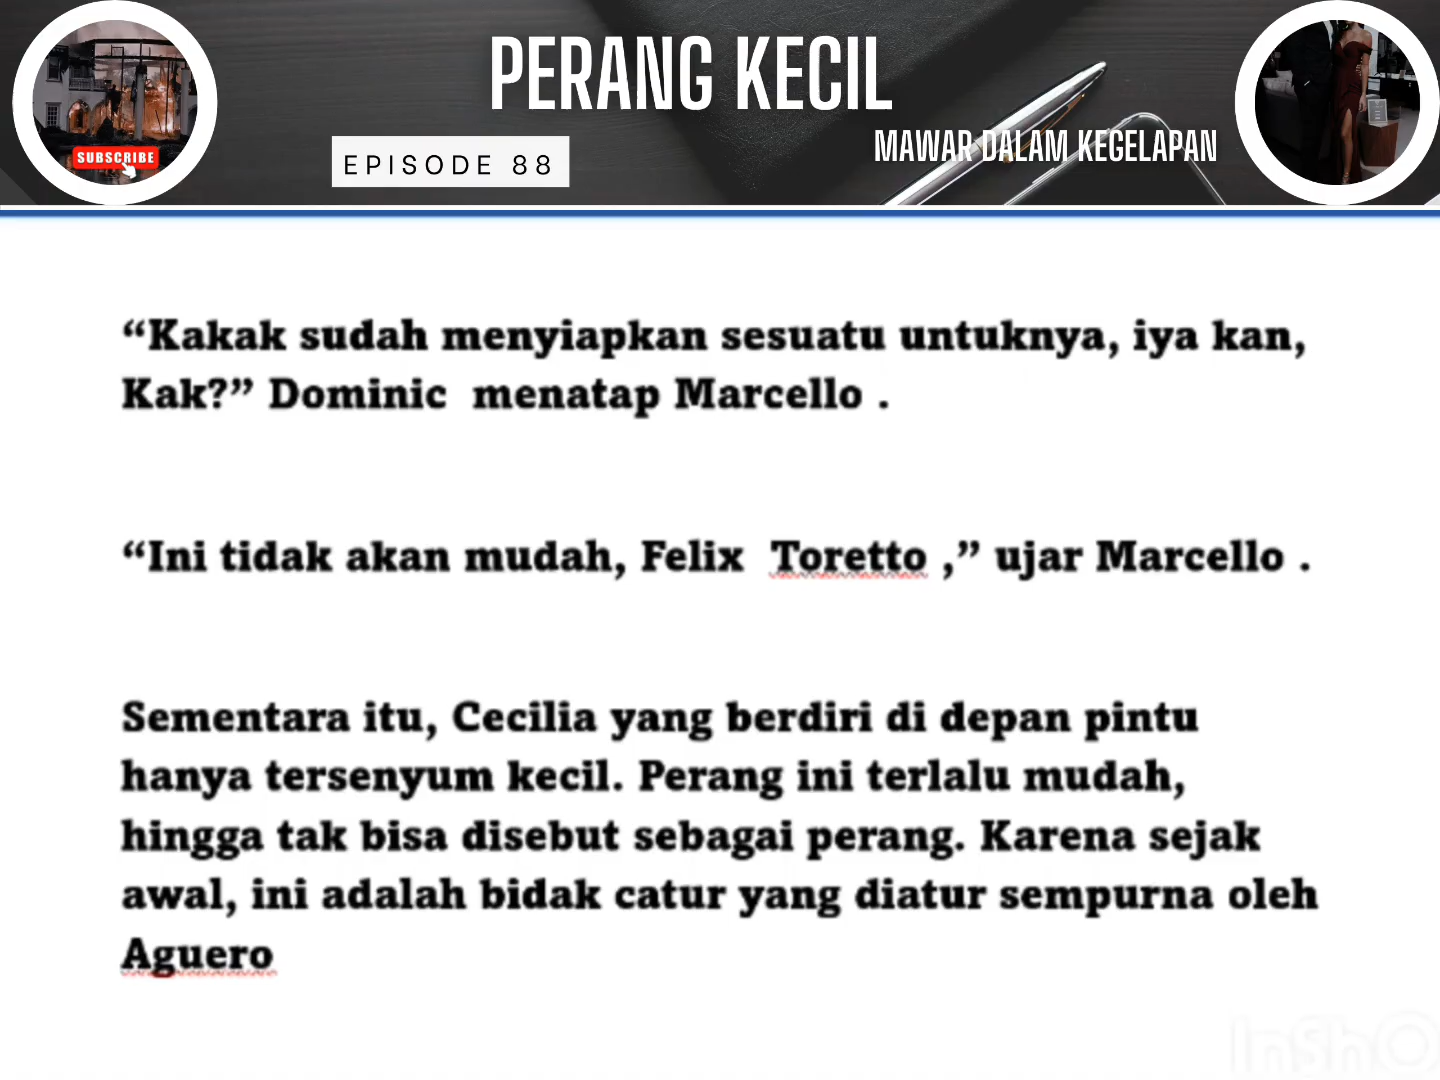 PERANG KECIL
EPISODE 88
MAWAR DALAM KEGELAPAN
SUBSCRIBE
“Kakak sudah menyiapkan sesuatu untuknya, iya kan,
Kak?” Dominic menatap Marcello .
“Ini tidak akan mudah, Felix Toretto ,” ujar Marcello .
Sementara itu, Cecilia yang berdiri di depan pintu
hanya tersenyum kecil. Perang ini terlalu mudah,
hingga tak bisa disebut sebagai perang. Karena sejak
awal, ini adalah bidak catur yang diatur sempurna oleh
Aguero
InShO